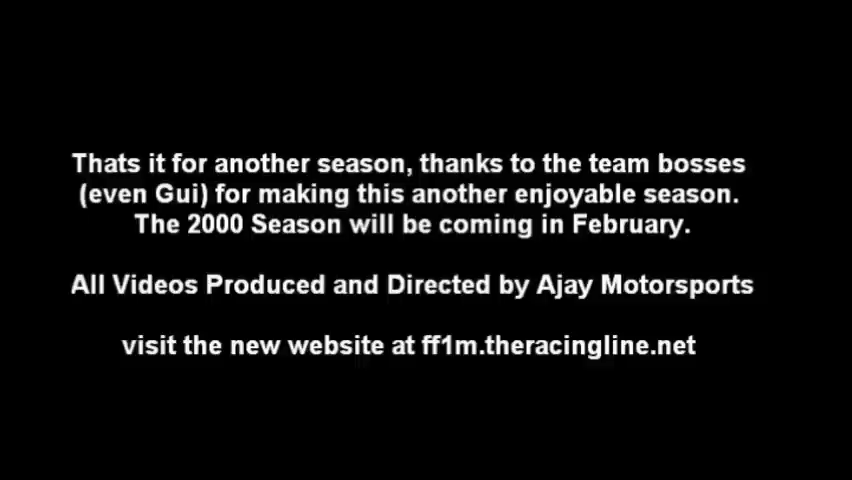 Thats it for another season, thanks to the team bosses
(even Gui) for making this another enjoyable season.
The 2000 Season will be coming in February.
All Videos Produced and Directed by Ajay Motorsports
visit the new website at ff1m.theracingline.net